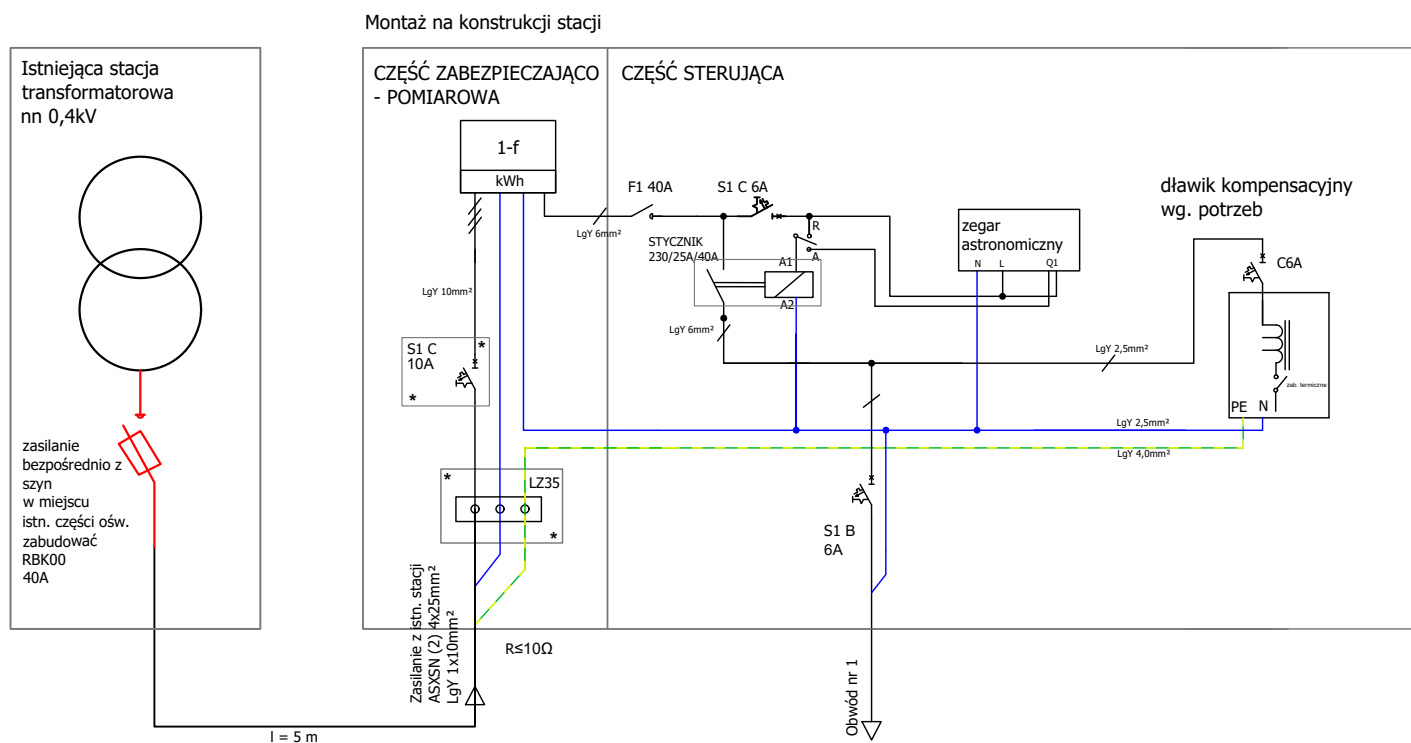 Montaż na konstrukcji stacji
Istniejąca stacja
transformatorowa
nn 0,4kV
zasilanie
bezpośrednio z
szyn
w miejscu
istn. części ośw.
zabudować
RBK00
40A
l = 5 m
CZĘŚĆ ZABEZPIECZAJĄCO
- POMIAROWA
1-f
kWh
LgY 10mm²
S1 C
10A
*
*
*
LZ35
*
Zasilanie z istn. stacji
ASXSN (2) 4x25mm²
LgY 1x10mm²
R≤10Ω
CZĘŚĆ STERUJĄCA
F1 40A
S1 C 6A
LgY 6mm²
STYCZNIK
230/25A/40A
R
A
A1
A2
LgY 6mm²
zegar
astronomiczny
N L Q1
dławik kompensacyjny
wg. potrzeb
C6A
LgY 2,5mm²
zab. termiczne
PE N
LgY 2,5mm²
LgY 4,0mm²
S1 B
6A
Obwód nr 1